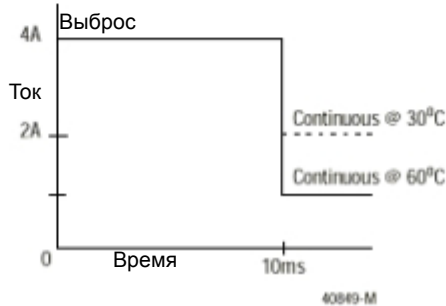 4A Выброс
Ток
2A
Continuous @ 30°C
Continuous @ 60°C
0 Время 10ms
40849-M